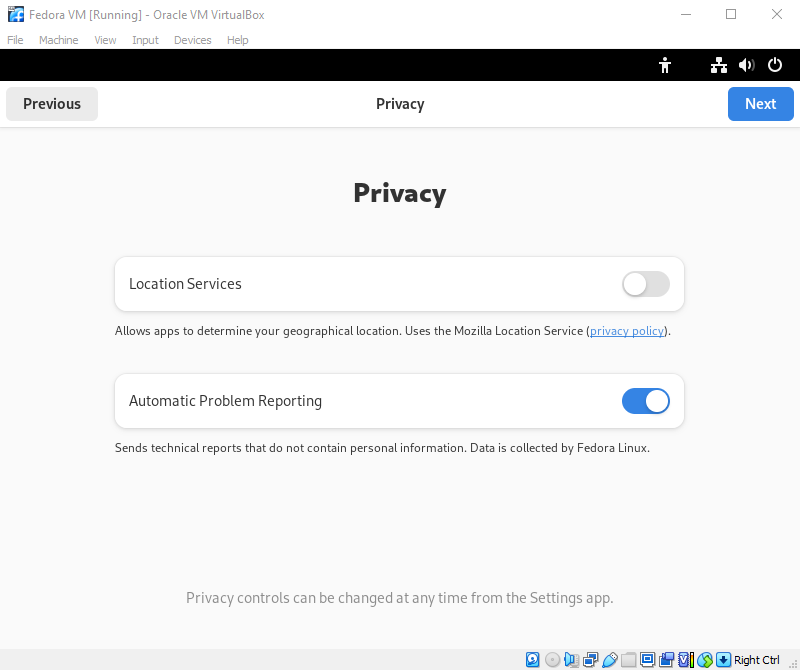 Fedora VM [Running] - Oracle VM VirtualBox
File Machine View Input Devices Help
Previous Privacy Next
Privacy
Location Services
Allows apps to determine your geographical location. Uses the Mozilla Location Service (privacy policy).
Automatic Problem Reporting
Sends technical reports that do not contain personal information. Data is collected by Fedora Linux.
Privacy controls can be changed at any time from the Settings app.
Right Ctrl